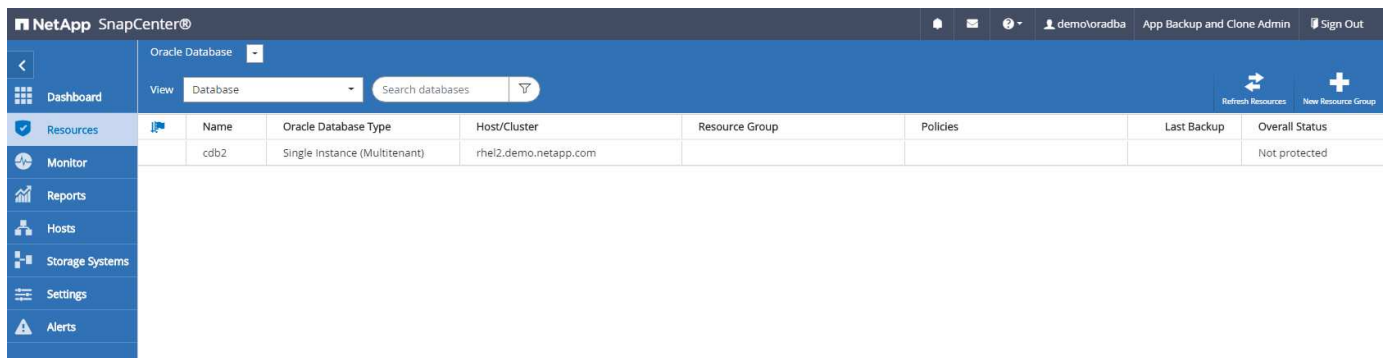 NetApp SnapCenter®
demo\oradba App Backup and Clone Admin Sign Out
Oracle Database
View Database Search databases
Refresh Resources New Resource Group
Dashboard
Resources
Monitor
Reports
Hosts
Storage Systems
Settings
Alerts
Name Oracle Database Type Host/Cluster Resource Group Policies Last Backup Overall Status
cdb2 Single Instance (Multitenant) rhel2.demo.netapp.com Not protected